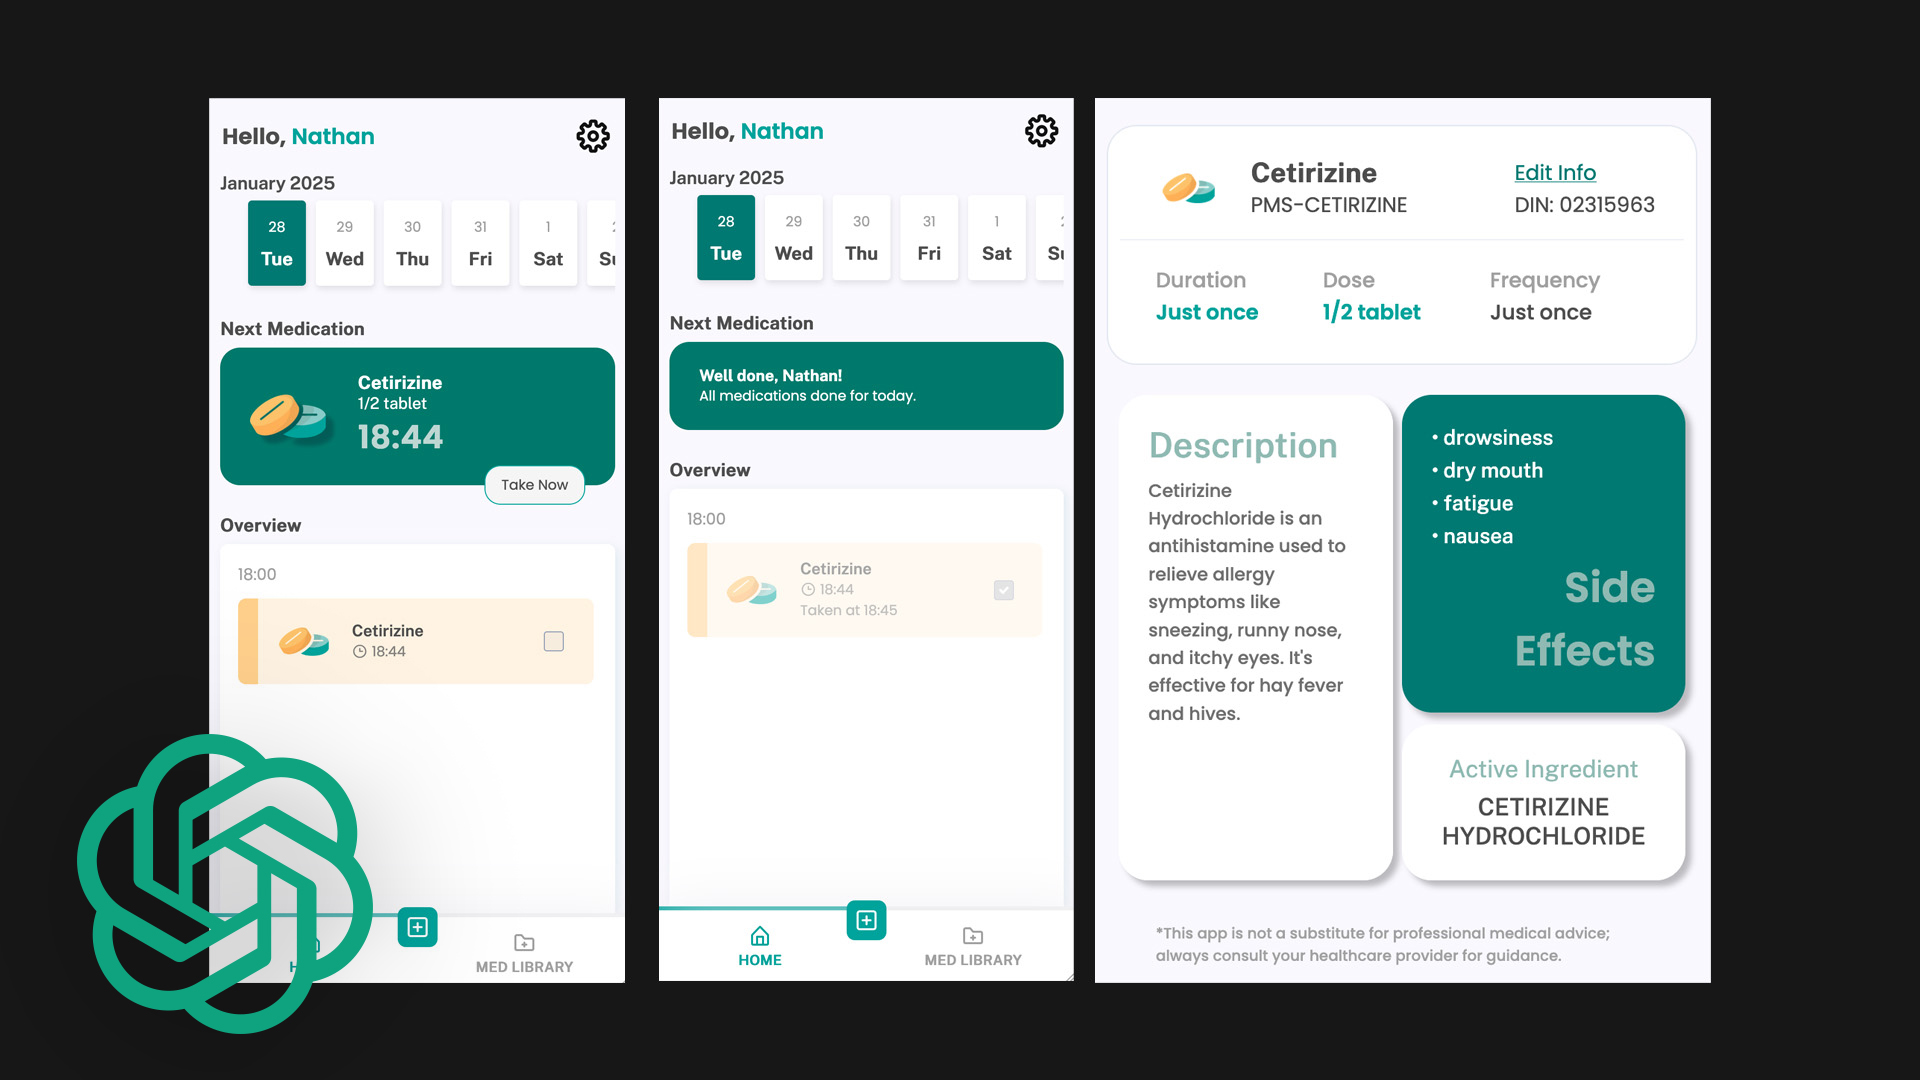 Hello, Nathan
January 2025
28 29 30 31 1
Tue Wed Thu Fri Sat
Next Medication
Cetirizine
1/2 tablet
18:44
Take Now
Overview
18:00
Cetirizine
18:44
MED LIBRARY
Hello, Nathan
January 2025
28 29 30 31 1
Tue Wed Thu Fri Sat
Next Medication
Well done, Nathan!
All medications done for today.
Overview
18:00
Cetirizine
18:44
Taken at 18:45
HOME MED LIBRARY
Cetirizine
PMS-CETIRIZINE
Edit Info
DIN: 02315963
Duration Dose Frequency
Just once 1/2 tablet Just once
Description
Cetirizine
Hydrochloride is an
antihistamine used to
relieve allergy
symptoms like
sneezing, runny nose,
and itchy eyes. It's
effective for hay fever
and hives.
• drowsiness
• dry mouth
• fatigue
• nausea
Side
Effects
Active Ingredient
CETIRIZINE
HYDROCHLORIDE
*This app is not a substitute for professional medical advice;
always consult your healthcare provider for guidance.